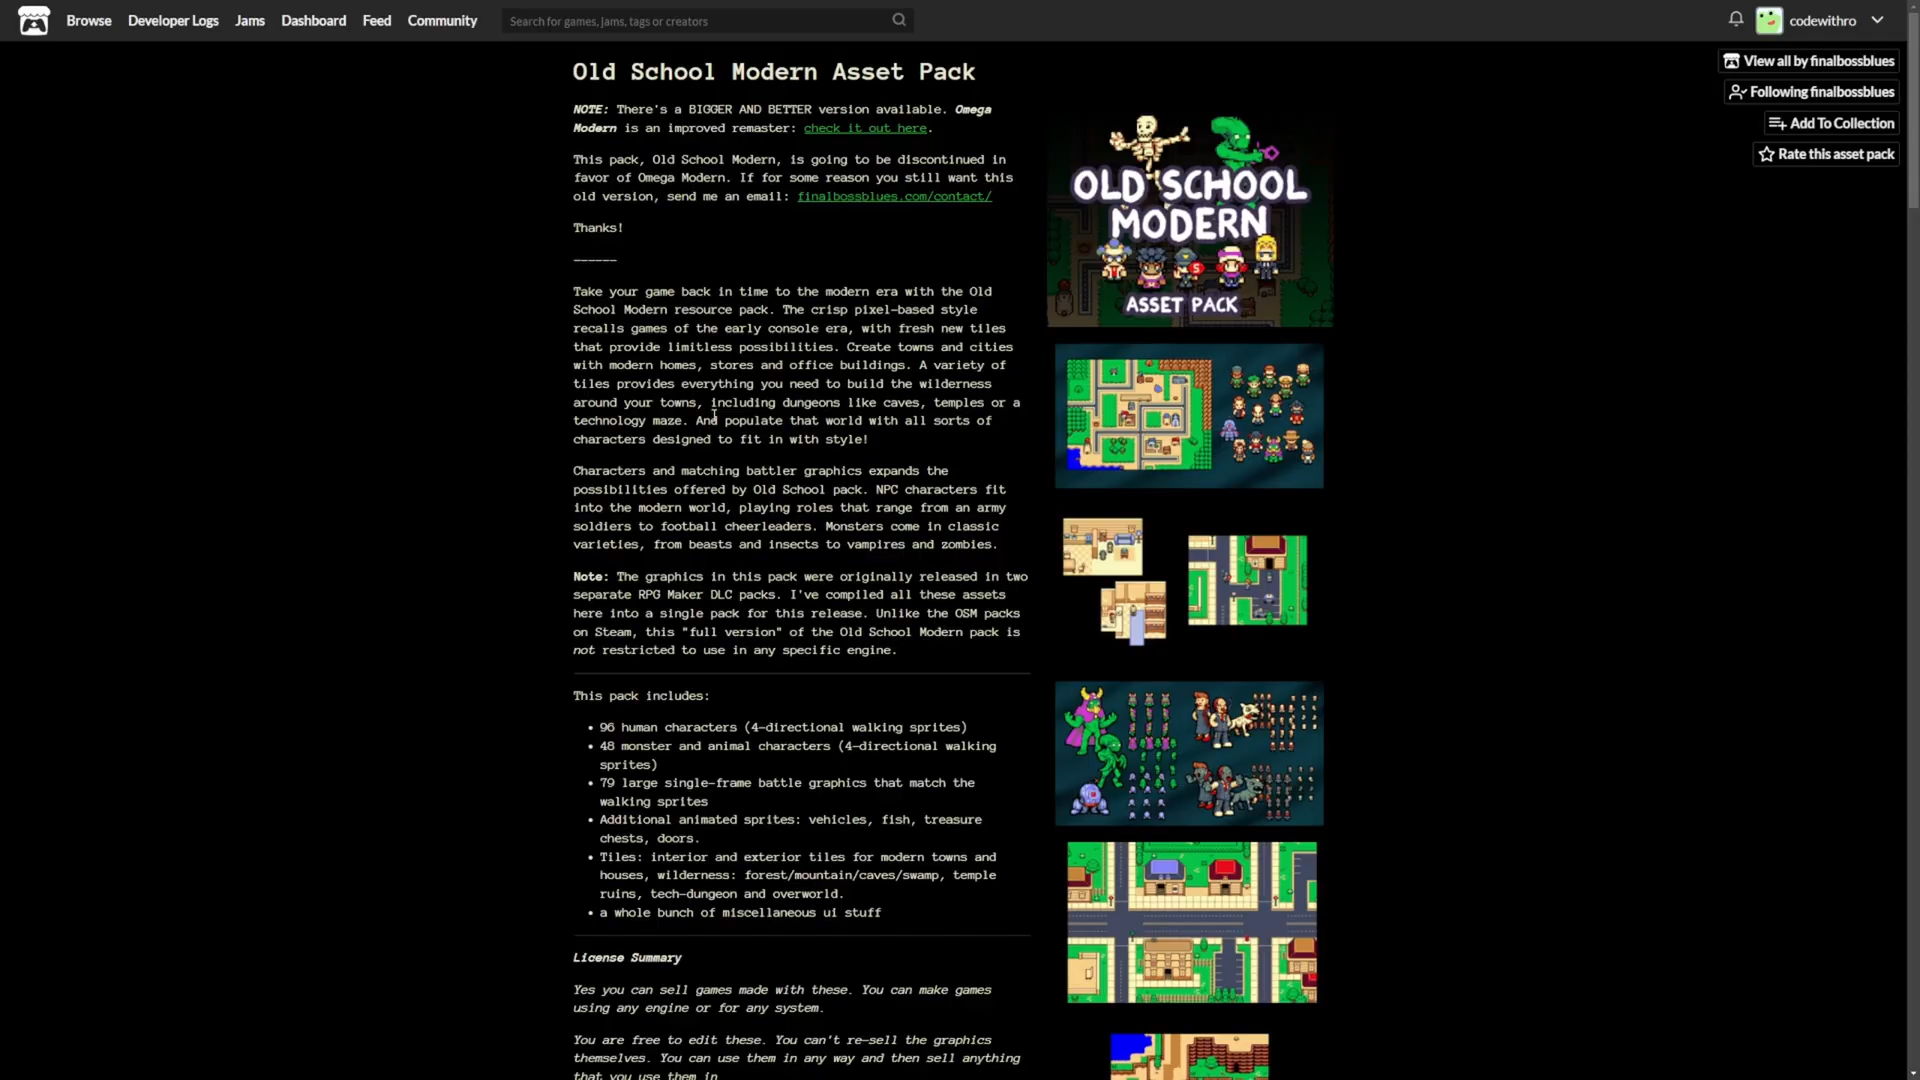 Browse Developer Logs Jams Dashboard Feed Community Search for games, jams, tags or creators codewithro
View all by finalbossblues
Following finalbossblues
Add To Collection
Rate this asset pack
Old School Modern Asset Pack
NOTE: There's a BIGGER AND BETTER version available. Omega
Modern is an improved remaster: check it out here.
This pack, Old School Modern, is going to be discontinued in
favor of Omega Modern. If for some reason you still want this
old version, send me an email: finalbossblues.com/contact/
Thanks!
------
Take your game back in time to the modern era with the Old
School Modern resource pack. The crisp pixel-based style
recalls games of the early console era, with fresh new tiles
that provide limitless possibilities. Create towns and cities
with modern homes, stores and office buildings. A variety of
tiles provides everything you need to build the wilderness
around your towns, including dungeons like caves, temples or a
technology maze. And populate that world with all sorts of
characters designed to fit in with style!
Characters and matching battler graphics expands the
possibilities offered by Old School pack. NPC characters fit
into the modern world, playing roles that range from an army
soldiers to football cheerleaders. Monsters come in classic
varieties, from beasts and insects to vampires and zombies.
Note: The graphics in this pack were originally released in two
separate RPG Maker DLC packs. I've compiled all these assets
here into a single pack for this release. Unlike the OSM packs
on Steam, this "full version" of the Old School Modern pack is
not restricted to use in any specific engine.
This pack includes:
• 96 human characters (4-directional walking sprites)
• 48 monster and animal characters (4-directional walking
sprites)
• 79 large single-frame battle graphics that match the
walking sprites
• Additional animated sprites: vehicles, fish, treasure
chests, doors.
• Tiles: interior and exterior tiles for modern towns and
houses, wilderness: forest/mountain/caves/swamp, temple
ruins, tech-dungeon and overworld.
• a whole bunch of miscellaneous ui stuff
License Summary
Yes you can sell games made with these. You can make games
using any engine or for any system.
You are free to edit these. You can't re-sell the graphics
themselves. You can use them in any way and then sell anything
that you use them in
OLD SCHOOL
MODERN
S
ASSET PACK